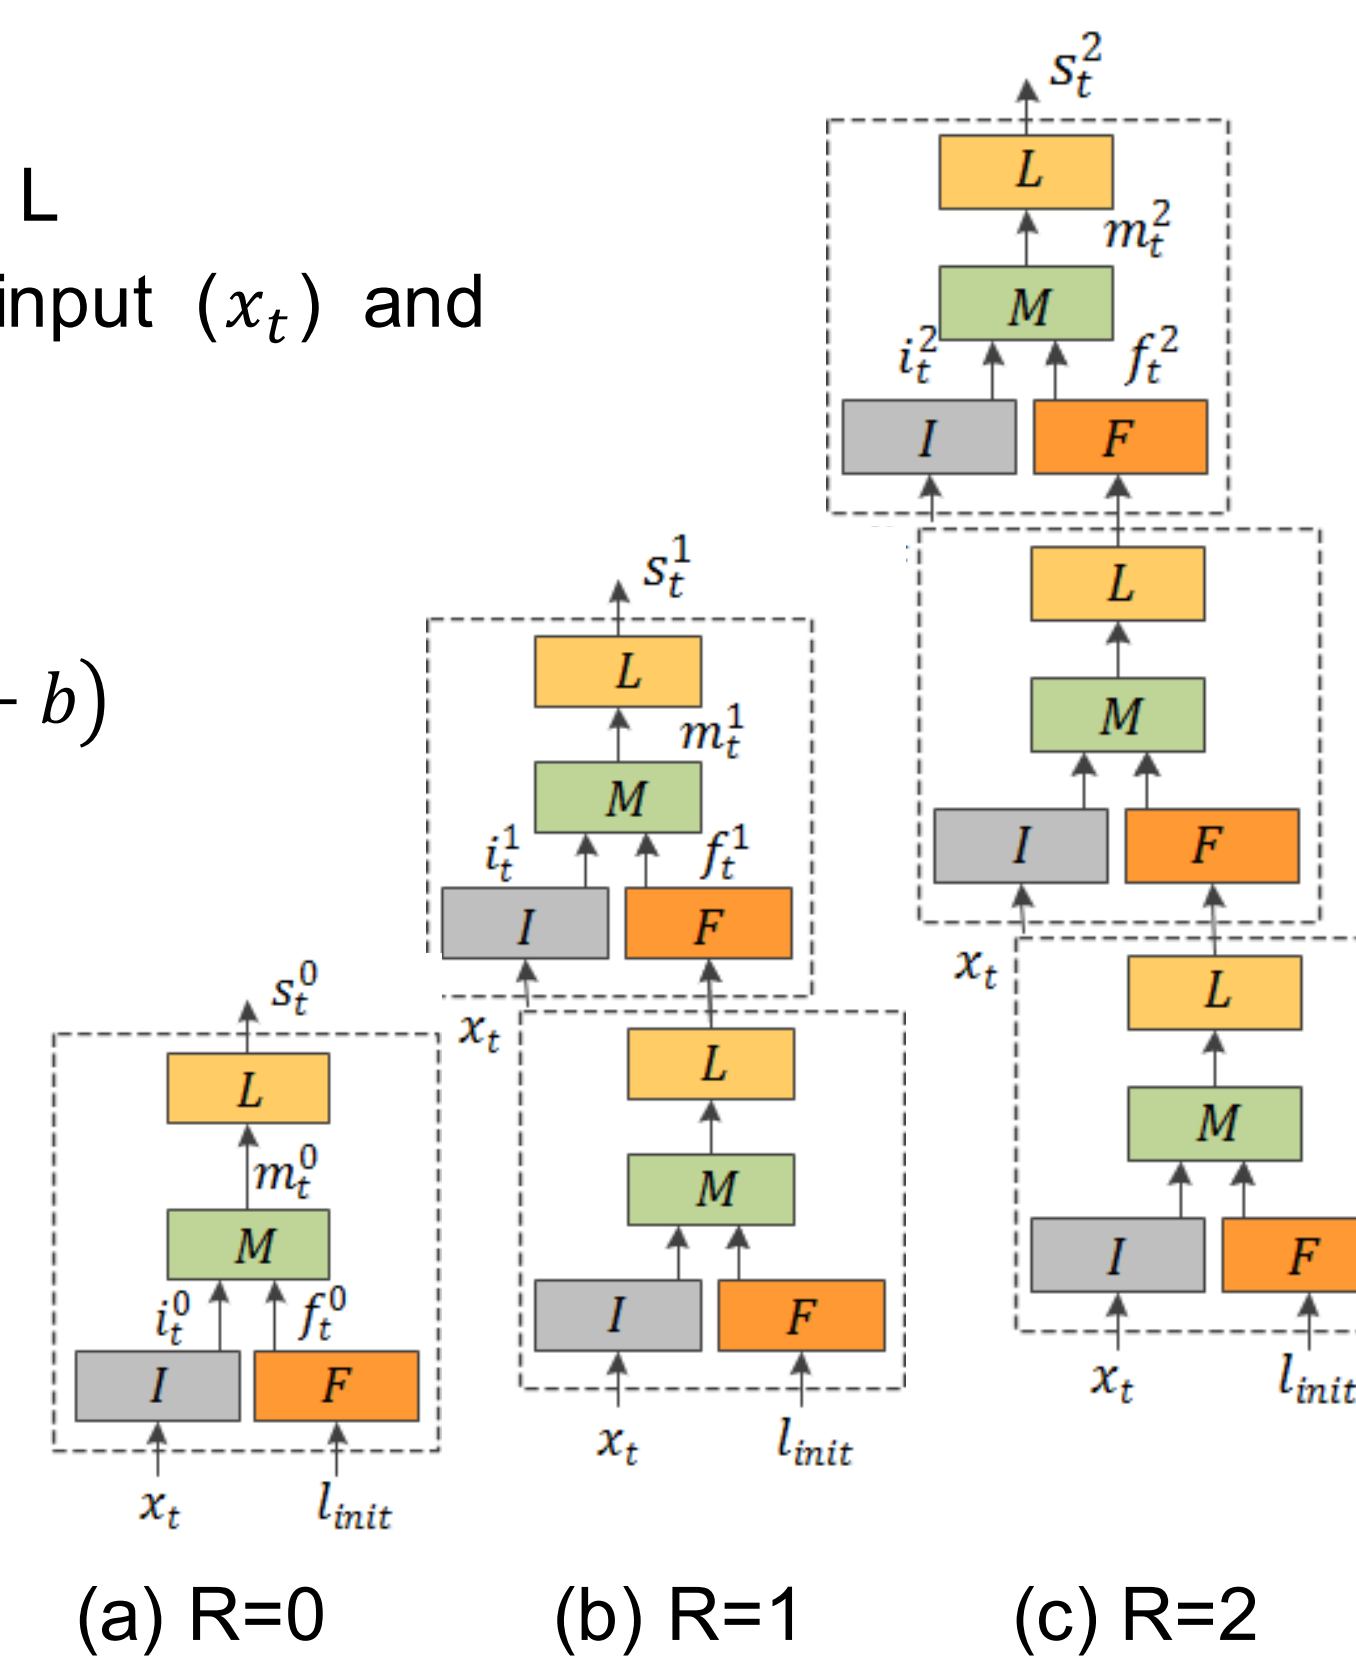 L
input (x_t) and
- b)
s_t^2
L
m_t^2
M
i_t^2 f_t^2
I F
L
M
I F
x_t
L
M
I F
x_t l_init
s_t^1
L
m_t^1
M
i_t^1 f_t^1
I F
x_t
L
M
I F
x_t l_init
s_t^0
L
m_t^0
M
i_t^0 f_t^0
I F
x_t l_init
(a) R=0 (b) R=1 (c) R=2